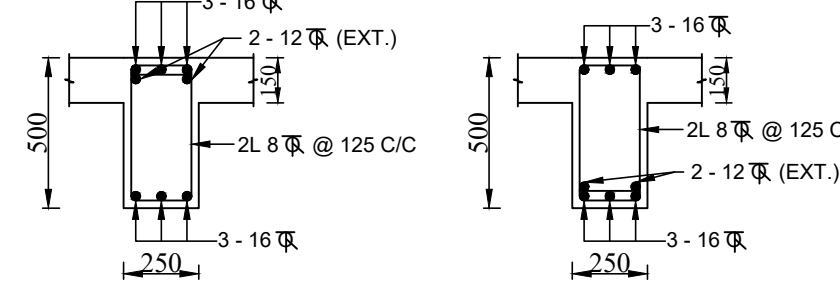 3 - 16 Ꞧ
2 - 12 Ꞧ (EXT.)
500
150
2L 8 Ꞧ @ 125 C/C
3 - 16 Ꞧ
250
3 - 16 Ꞧ
500
150
2L 8 Ꞧ @ 125 C
2 - 12 Ꞧ (EXT.)
3 - 16 Ꞧ
250